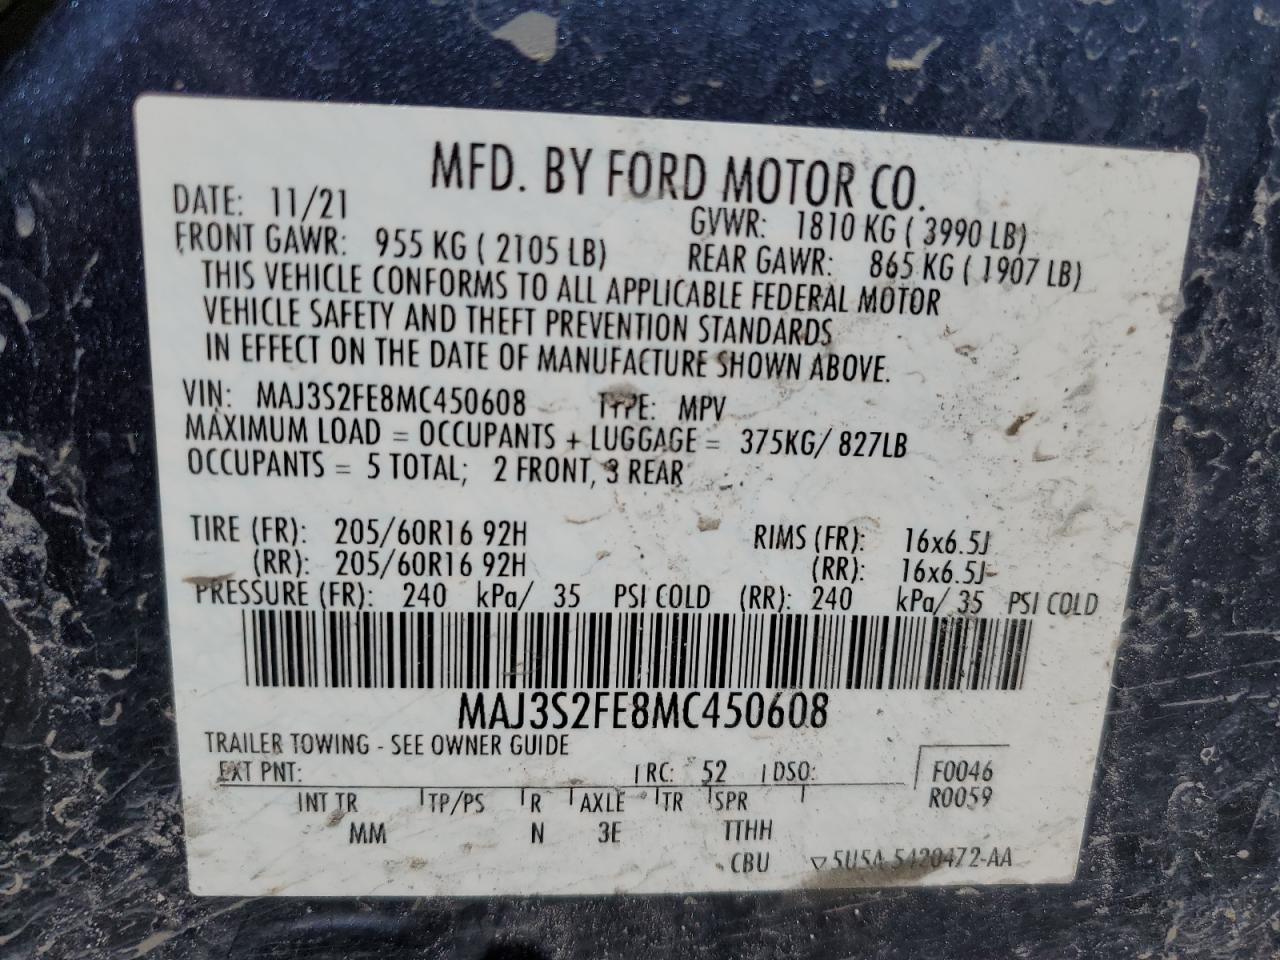 MFD. BY FORD MOTOR CO.
DATE: 11/21 GVWR: 1810 KG ( 3990 LB)
FRONT GAWR: 955 KG ( 2105 LB) REAR GAWR: 865 KG ( 1907 LB)
THIS VEHICLE CONFORMS TO ALL APPLICABLE FEDERAL MOTOR
VEHICLE SAFETY AND THEFT PREVENTION STANDARDS
IN EFFECT ON THE DATE OF MANUFACTURE SHOWN ABOVE.
VIN: MAJ3S2FE8MC450608 TYPE: MPV
MAXIMUM LOAD = OCCUPANTS + LUGGAGE = 375KG/ 827LB
OCCUPANTS = 5 TOTAL; 2 FRONT, 3 REAR
TIRE (FR): 205/60R16 92H RIMS (FR): 16x6.5J
(RR): 205/60R16 92H (RR): 16x6.5J
PRESSURE (FR): 240 kPa/ 35 PSI COLD (RR): 240 kPa/ 35 PSI COLD
MAJ3S2FE8MC450608
TRAILER TOWING - SEE OWNER GUIDE
EXT PNT: RC: 52 DSO: F0046
R0059
INT TR TP/PS R AXLE TR SPR
MM N 3E TTHH
CBU 5U5A-5420472-AA